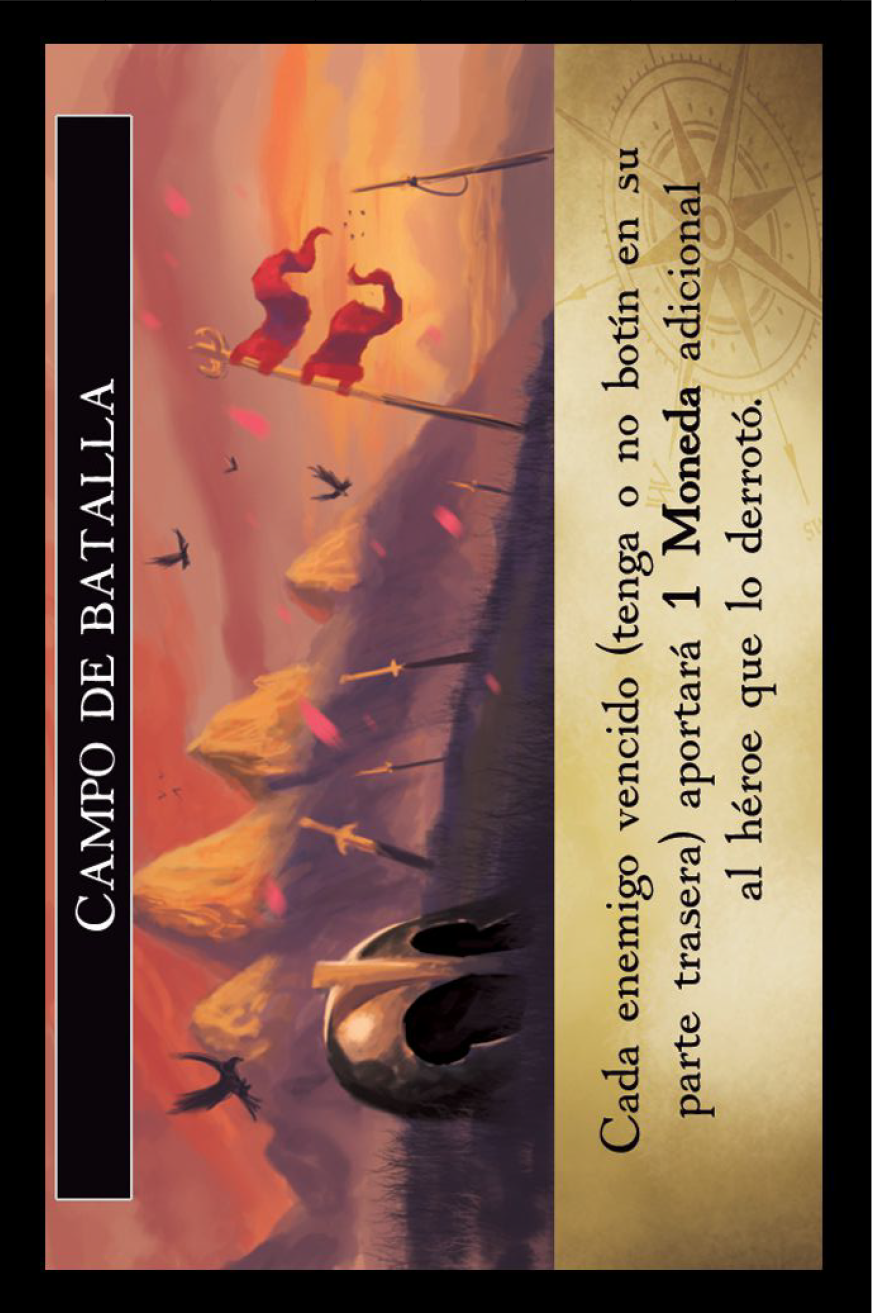 CAMPO DE BATALLA
Cada enemigo vencido (tenga o no botín en su
parte trasera) aportará 1 Moneda adicional
al héroe que lo derrotó.